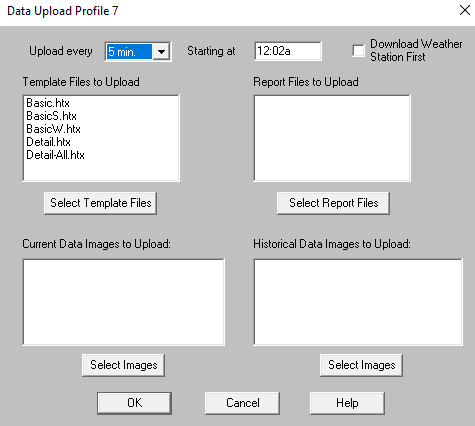 Data Upload Profile 7
Upload every 5 min. Starting at 12:02a Download Weather
Station First
Template Files to Upload Report Files to Upload
Basic.htx
BasicS.htx
BasicW.htx
Detail.htx
Detail-All.htx
Select Template Files Select Report Files
Current Data Images to Upload: Historical Data Images to Upload:
Select Images Select Images
OK Cancel Help